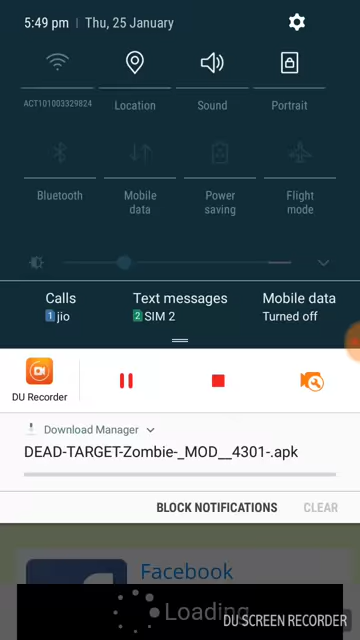 5:49 pm | Thu, 25 January
ACT101003329824
Location
Sound
Portrait
Bluetooth
Mobile
data
Power
saving
Flight
mode
Calls
1 jio
Text messages
2 SIM 2
Mobile data
Turned off
DU Recorder
Download Manager
DEAD-TARGET-Zombie-_MOD__4301-.apk
BLOCK NOTIFICATIONS
CLEAR
Facebook
Loading
DU SCREEN RECORDER